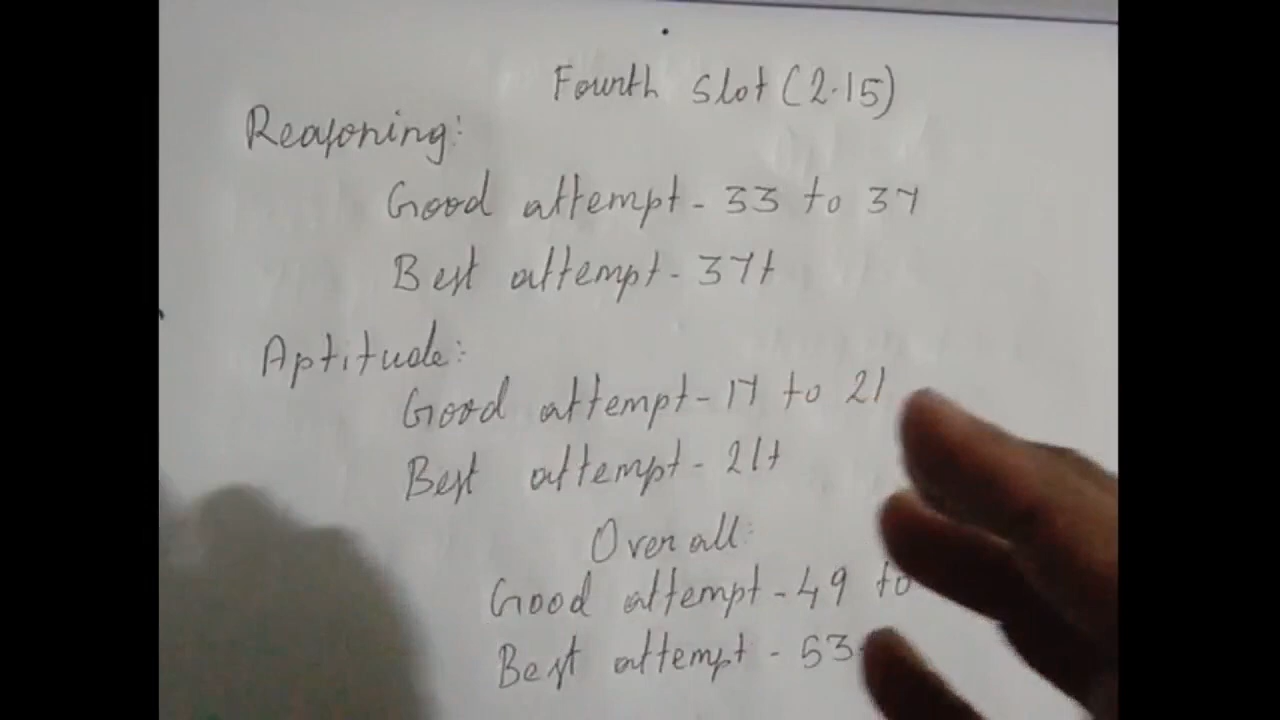 Fourth slot (2.15)
Reasoning:
Good attempt - 33 to 37
Best attempt - 37+
Aptitude:
Good attempt - 17 to 21
Best attempt - 21+
Over all:
Good attempt - 49 to
Best attempt - 53